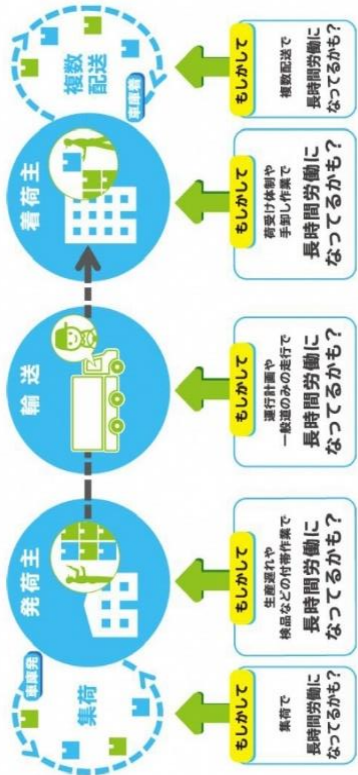 車庫発
集荷
発荷主
輸送
着荷主
複数
配送
車庫着
もしかして
集荷で
長時間労働に
なってるかも?
もしかして
生産遅れや
検品などの付帯作業で
長時間労働に
なってるかも?
もしかして
運行計画や
一般道のみの走行で
長時間労働に
なってるかも?
もしかして
荷受け体制や
手卸し作業で
長時間労働に
なってるかも?
もしかして
複数配送で
長時間労働に
なってるかも?